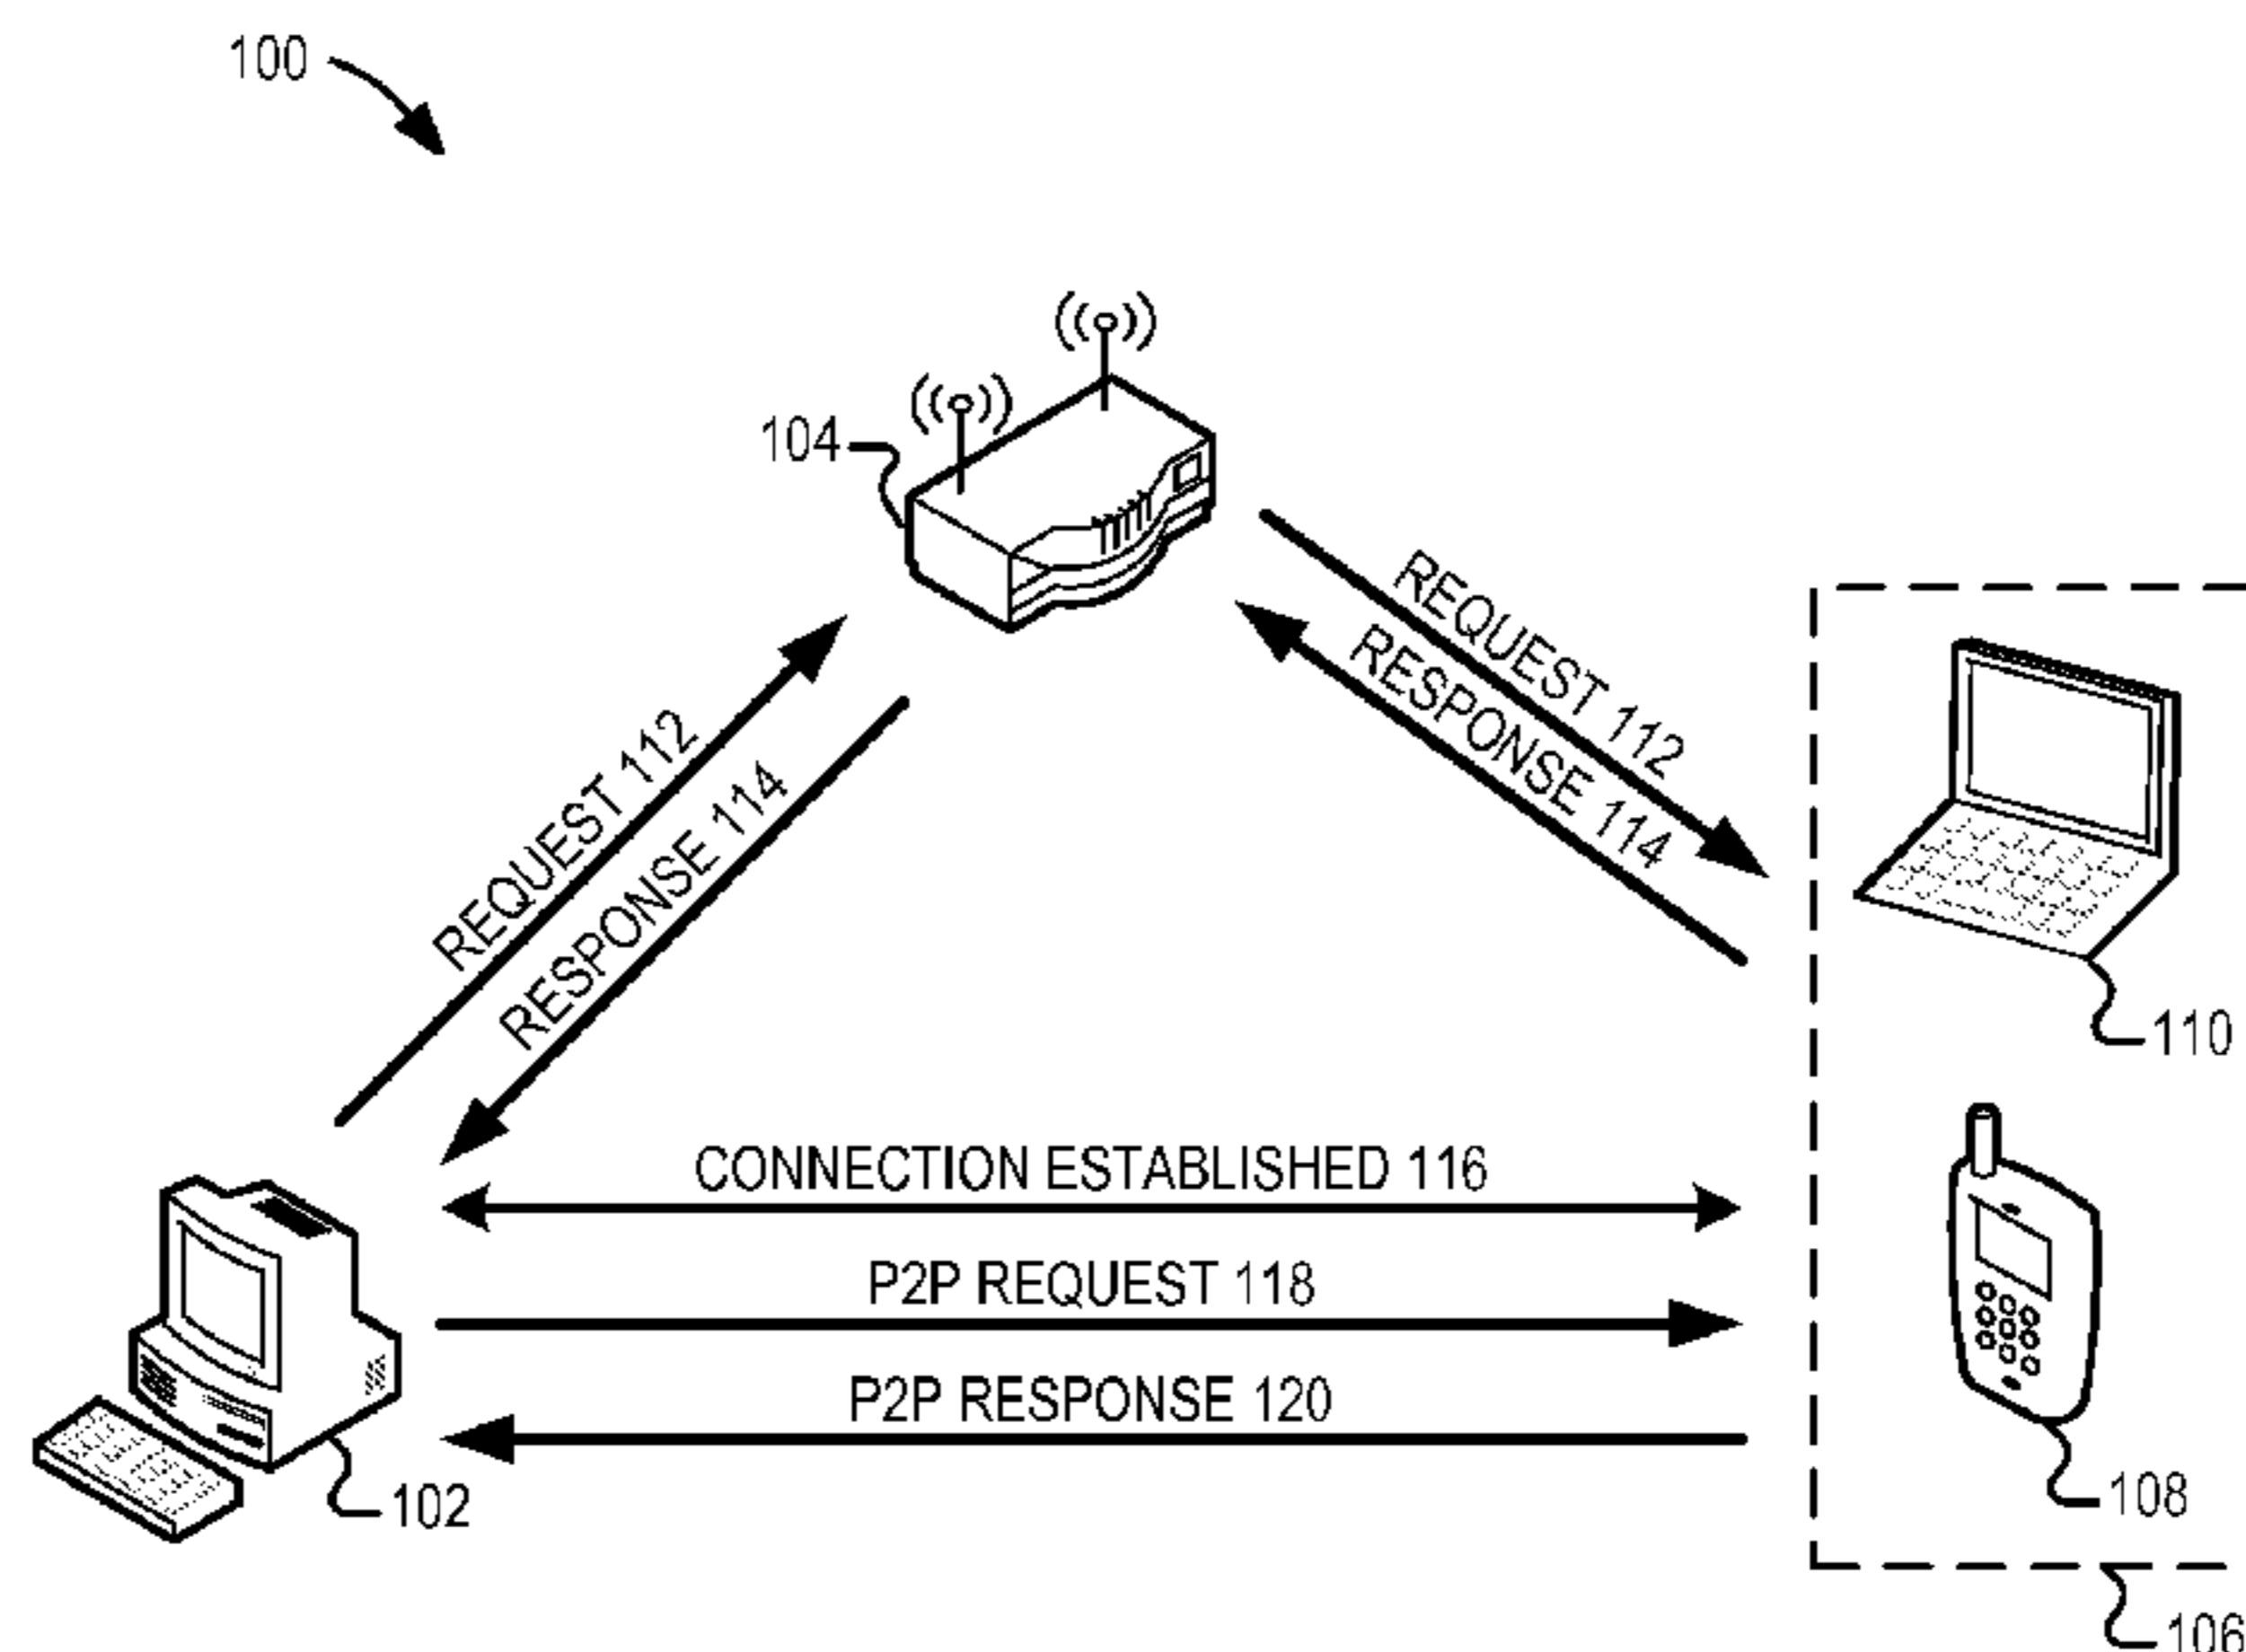 100
104
REQUEST 112
RESPONSE 114
REQUEST 112
RESPONSE 114
110
CONNECTION ESTABLISHED 116
P2P REQUEST 118
P2P RESPONSE 120
102
108
106